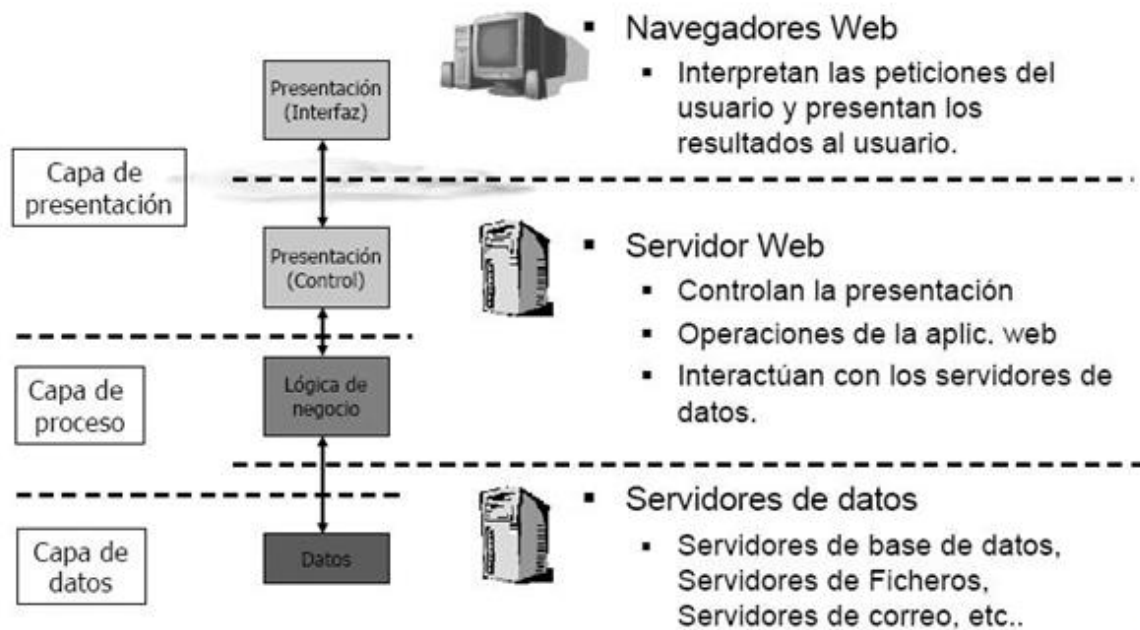 Capa de
presentación
Capa de
proceso
Capa de
datos
Presentación
(Interfaz)
Presentación
(Control)
Lógica de
negocio
Datos
▪ Navegadores Web
▪ Interpretan las peticiones del
usuario y presentan los
resultados al usuario.
▪ Servidor Web
▪ Controlan la presentación
▪ Operaciones de la aplic. web
▪ Interactúan con los servidores de
datos.
▪ Servidores de datos
▪ Servidores de base de datos,
Servidores de Ficheros,
Servidores de correo, etc..